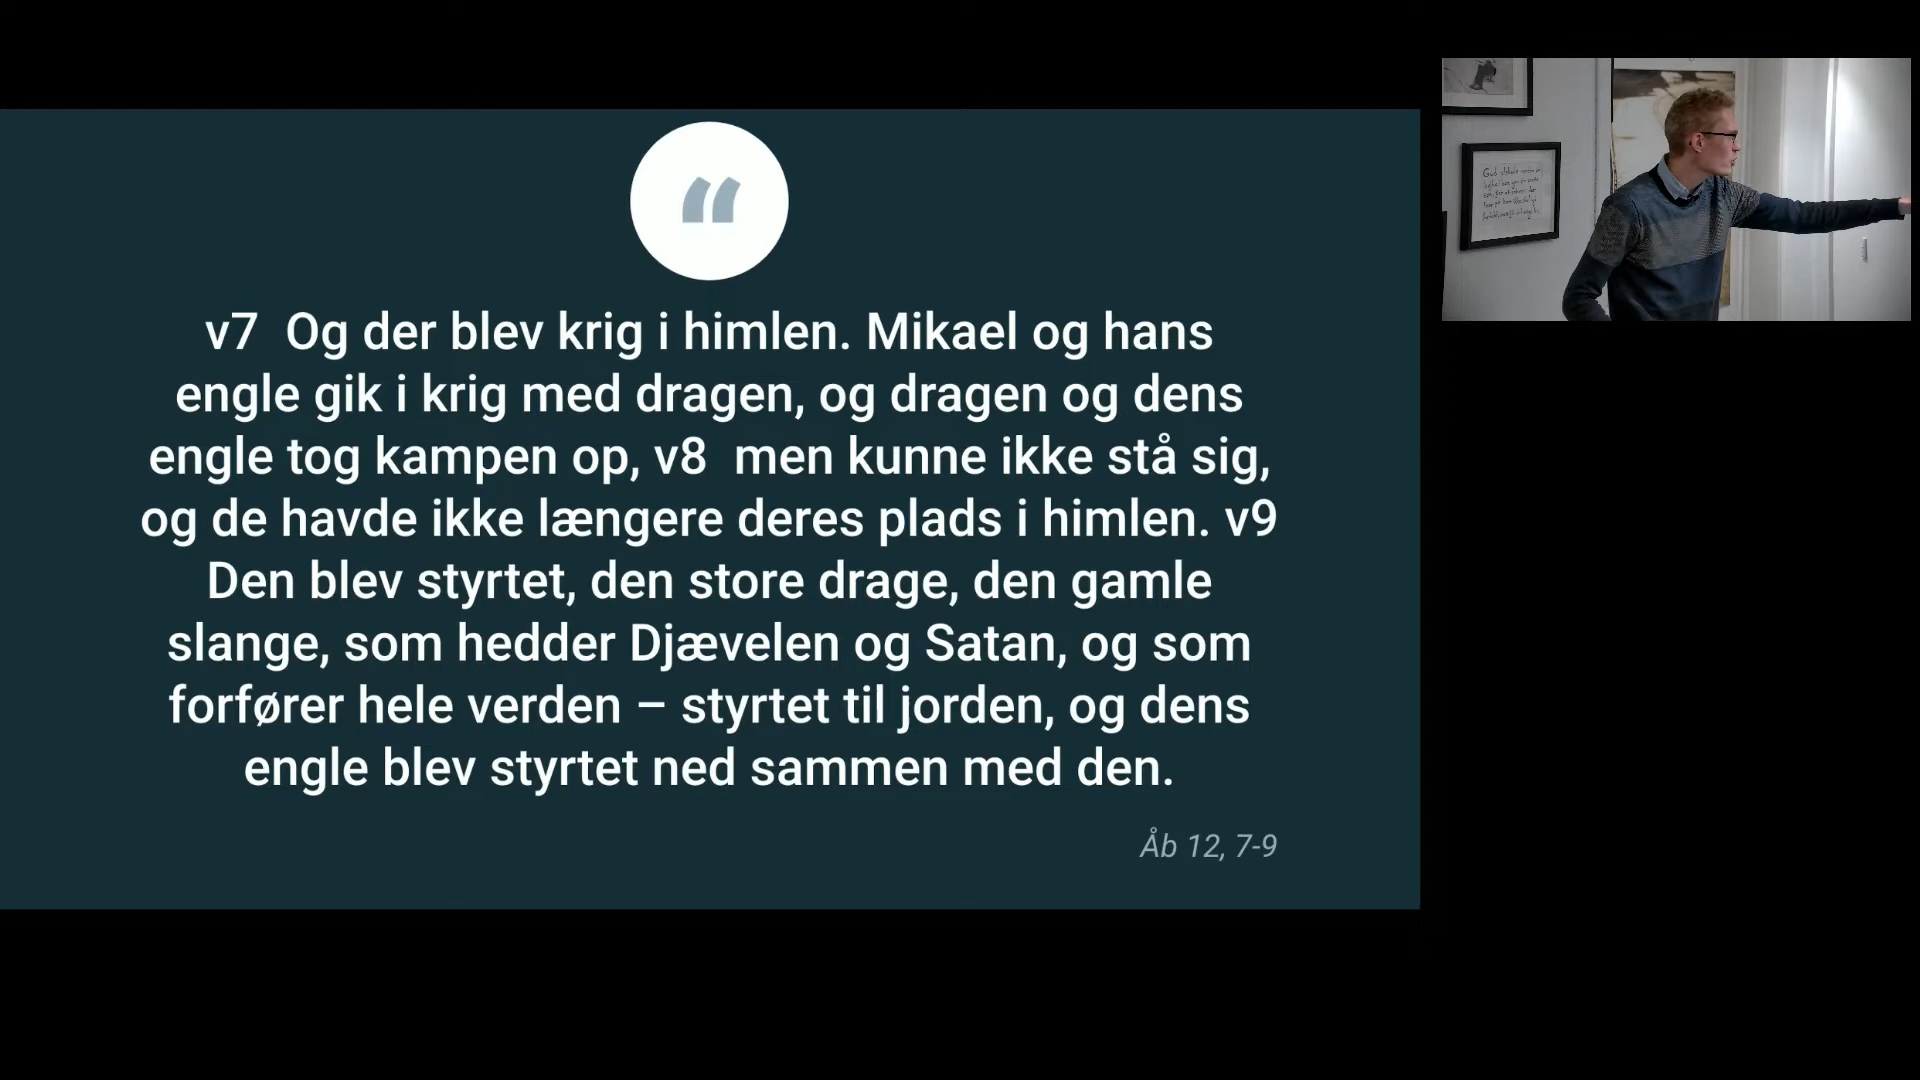 “
v7 Og der blev krig i himlen. Mikael og hans
engle gik i krig med dragen, og dragen og dens
engle tog kampen op, v8 men kunne ikke stå sig,
og de havde ikke længere deres plads i himlen. v9
Den blev styrtet, den store drage, den gamle
slange, som hedder Djævelen og Satan, og som
forfører hele verden – styrtet til jorden, og dens
engle blev styrtet ned sammen med den.
Åb 12, 7-9